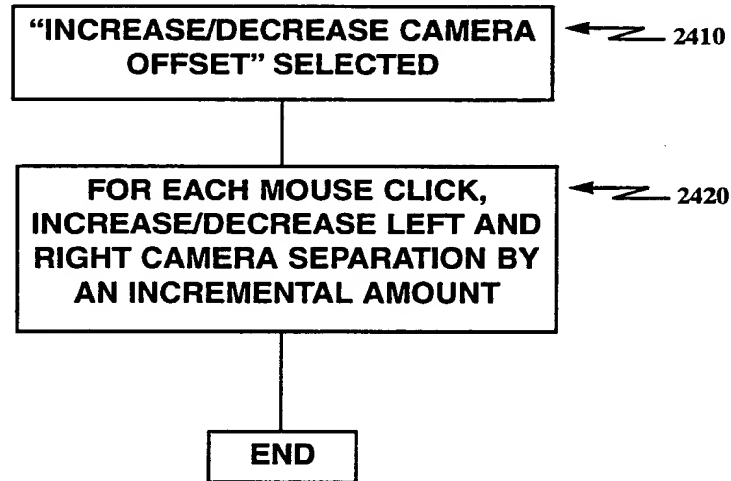 “INCREASE/DECREASE CAMERA
OFFSET” SELECTED
2410
FOR EACH MOUSE CLICK,
INCREASE/DECREASE LEFT AND
RIGHT CAMERA SEPARATION BY
AN INCREMENTAL AMOUNT
2420
END